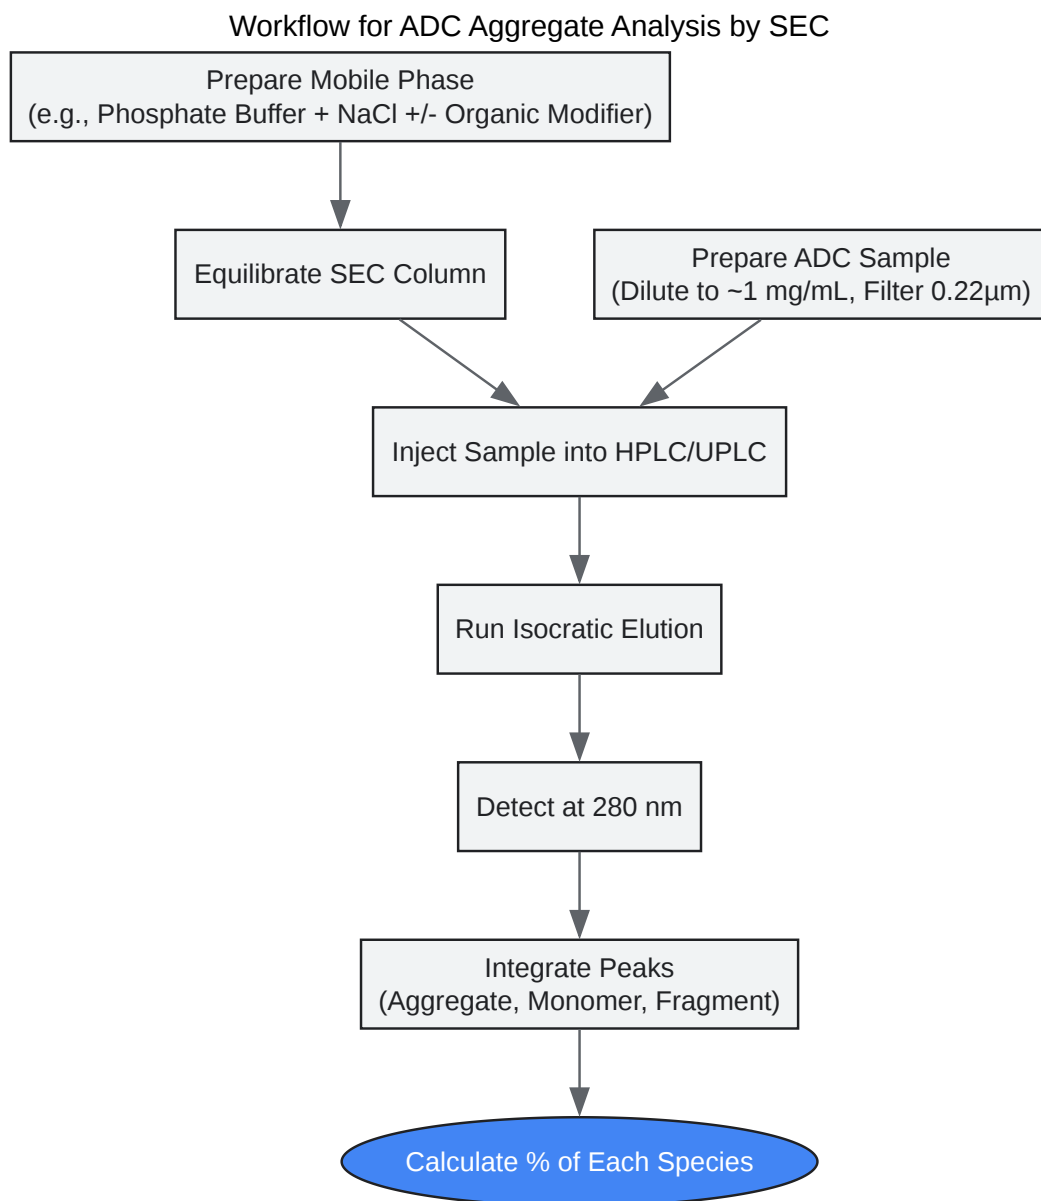 Workflow for ADC Aggregate Analysis by SEC
Prepare Mobile Phase
(e.g., Phosphate Buffer + NaCl +/- Organic Modifier)
Equilibrate SEC Column
Prepare ADC Sample
(Dilute to ~1 mg/mL, Filter 0.22µm)
Inject Sample into HPLC/UPLC
Run Isocratic Elution
Detect at 280 nm
Integrate Peaks
(Aggregate, Monomer, Fragment)
Calculate % of Each Species